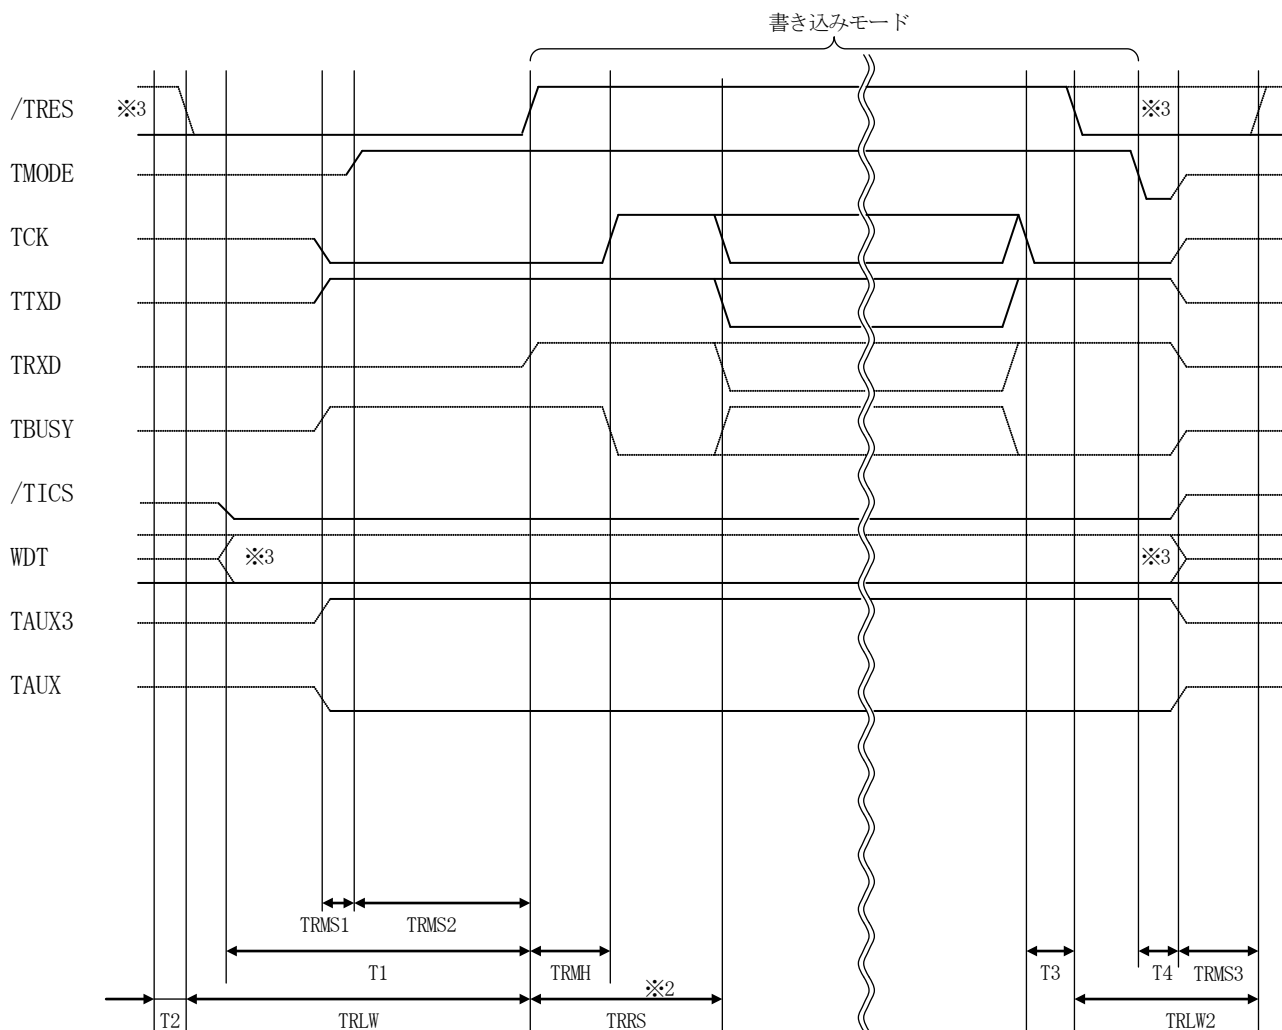 書き込みモード
/TRES ※3 ※3
TMODE
TCK
TTXD
TRXD
TBUSY
/TICS
WDT ※3 ※3
TAUX3
TAUX
TRMS1 TRMS2
T1 TRMH T3 T4 TRMS3
※2
T2 TRLW TRRS TRLW2